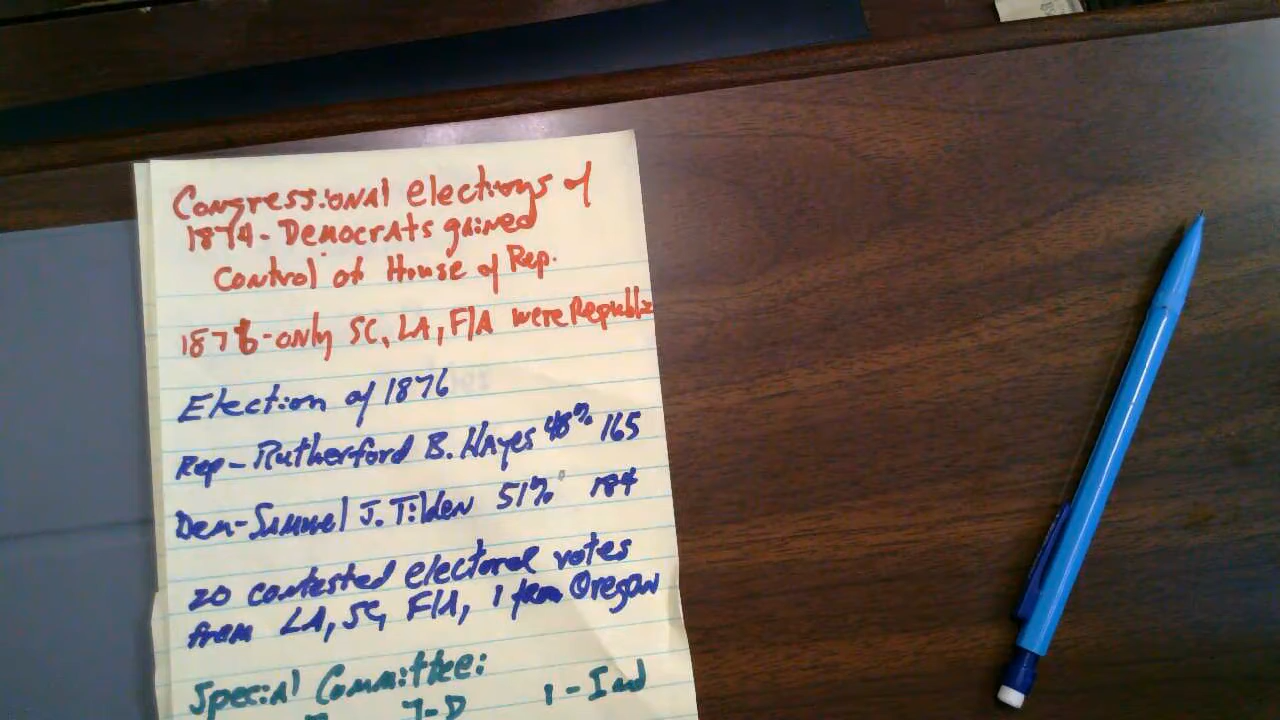 Congressional elections of
1874- Democrats gained
Control of House of Rep.
1876-only SC, LA, FlA were
Election of 1876
Rep- Rutherford B. Hayes 48% 165
Dem- Samuel J. Tilden 51% 184
20 contested electoral votes
from LA, SC, FlA, 1 from Oregon
Special Committee:
7-D 1-Ind